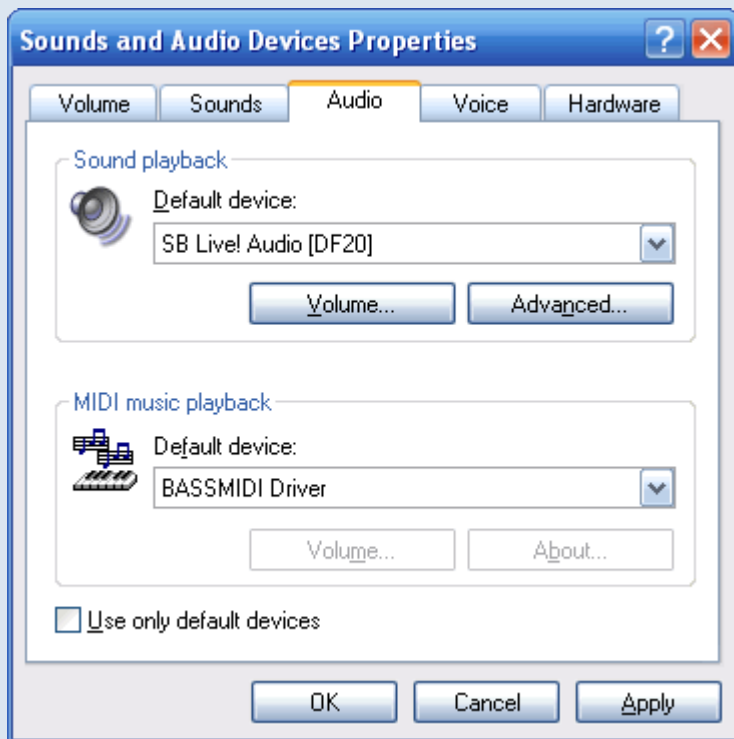 Sounds and Audio Devices Properties
Volume Sounds Audio Voice Hardware
Sound playback
Default device:
SB Live! Audio [DF20]
Volume... Advanced...
MIDI music playback
Default device:
BASSMIDI Driver
Volume... About...
Use only default devices
OK Cancel Apply